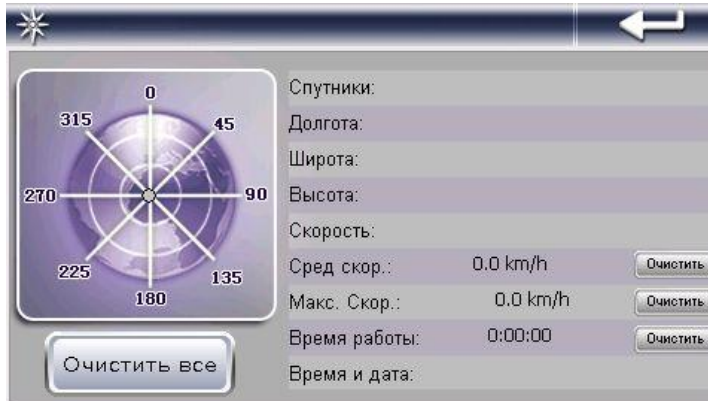 0
315
45
270
90
225
135
180
Очистить все
Спутники:
Долгота:
Широта:
Высота:
Скорость:
Сред скор.: 0.0 km/h Очистить
Макс. Скор.: 0.0 km/h Очистить
Время работы: 0:00:00 Очистить
Время и дата: